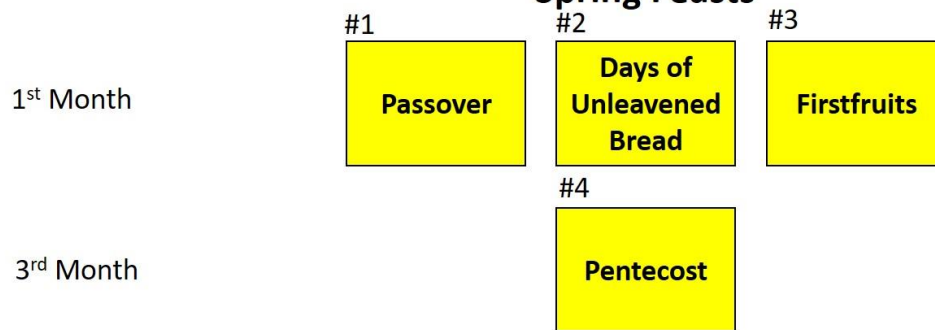 Spring Feasts
#1 #2 #3
1st Month
Passover
Days of
Unleavened
Bread
Firstfruits
#4
3rd Month
Pentecost